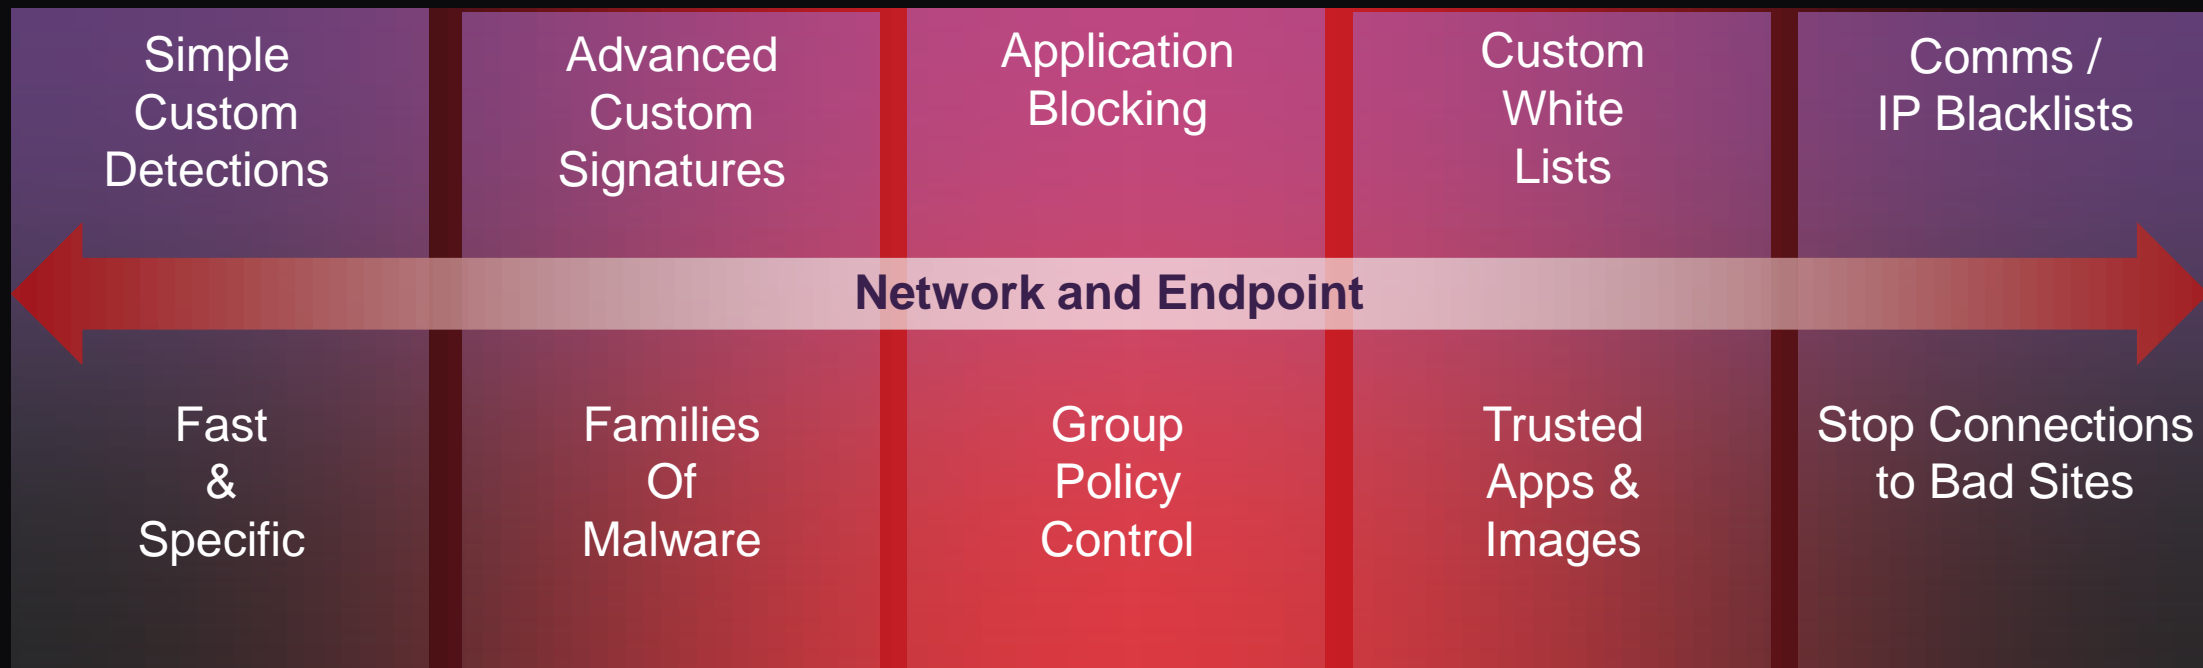 Simple
Custom
Detections
Advanced
Custom
Signatures
Application
Blocking
Custom
White
Lists
Comms /
IP Blacklists
Network and Endpoint
Fast
&
Specific
Families
Of
Malware
Group
Policy
Control
Trusted
Apps &
Images
Stop Connections
to Bad Sites